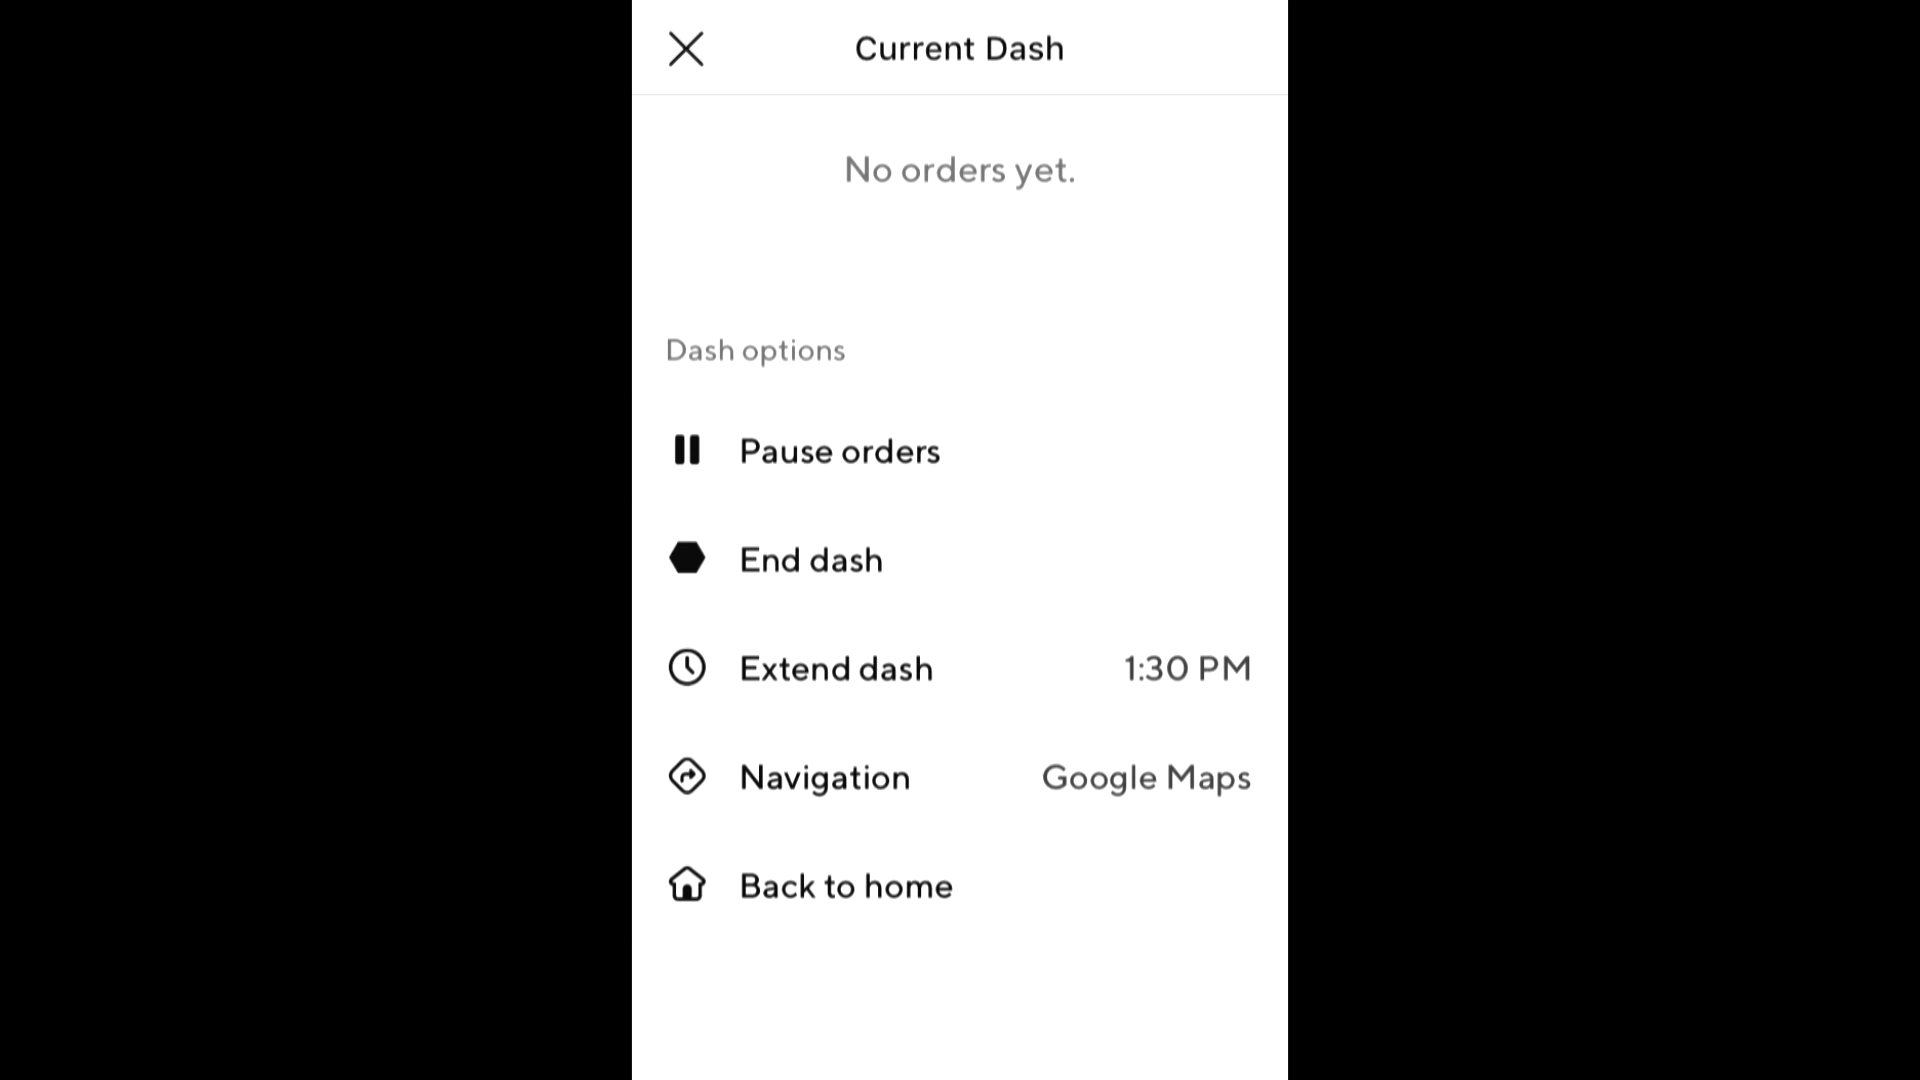 Current Dash
No orders yet.
Dash options
Pause orders
End dash
Extend dash 1:30 PM
Navigation Google Maps
Back to home